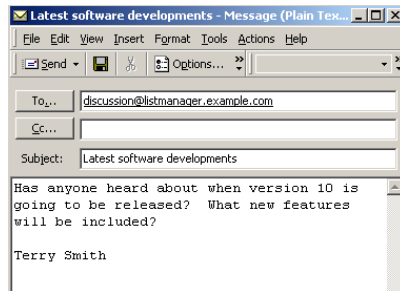 Latest software developments - Message (Plain Tex...
File Edit View Insert Format Tools Actions Help
Send Options...
To... discussion@listmanager.example.com
Cc...
Subject: Latest software developments
Has anyone heard about when version 10 is
going to be released? What new features
will be included?
Terry Smith